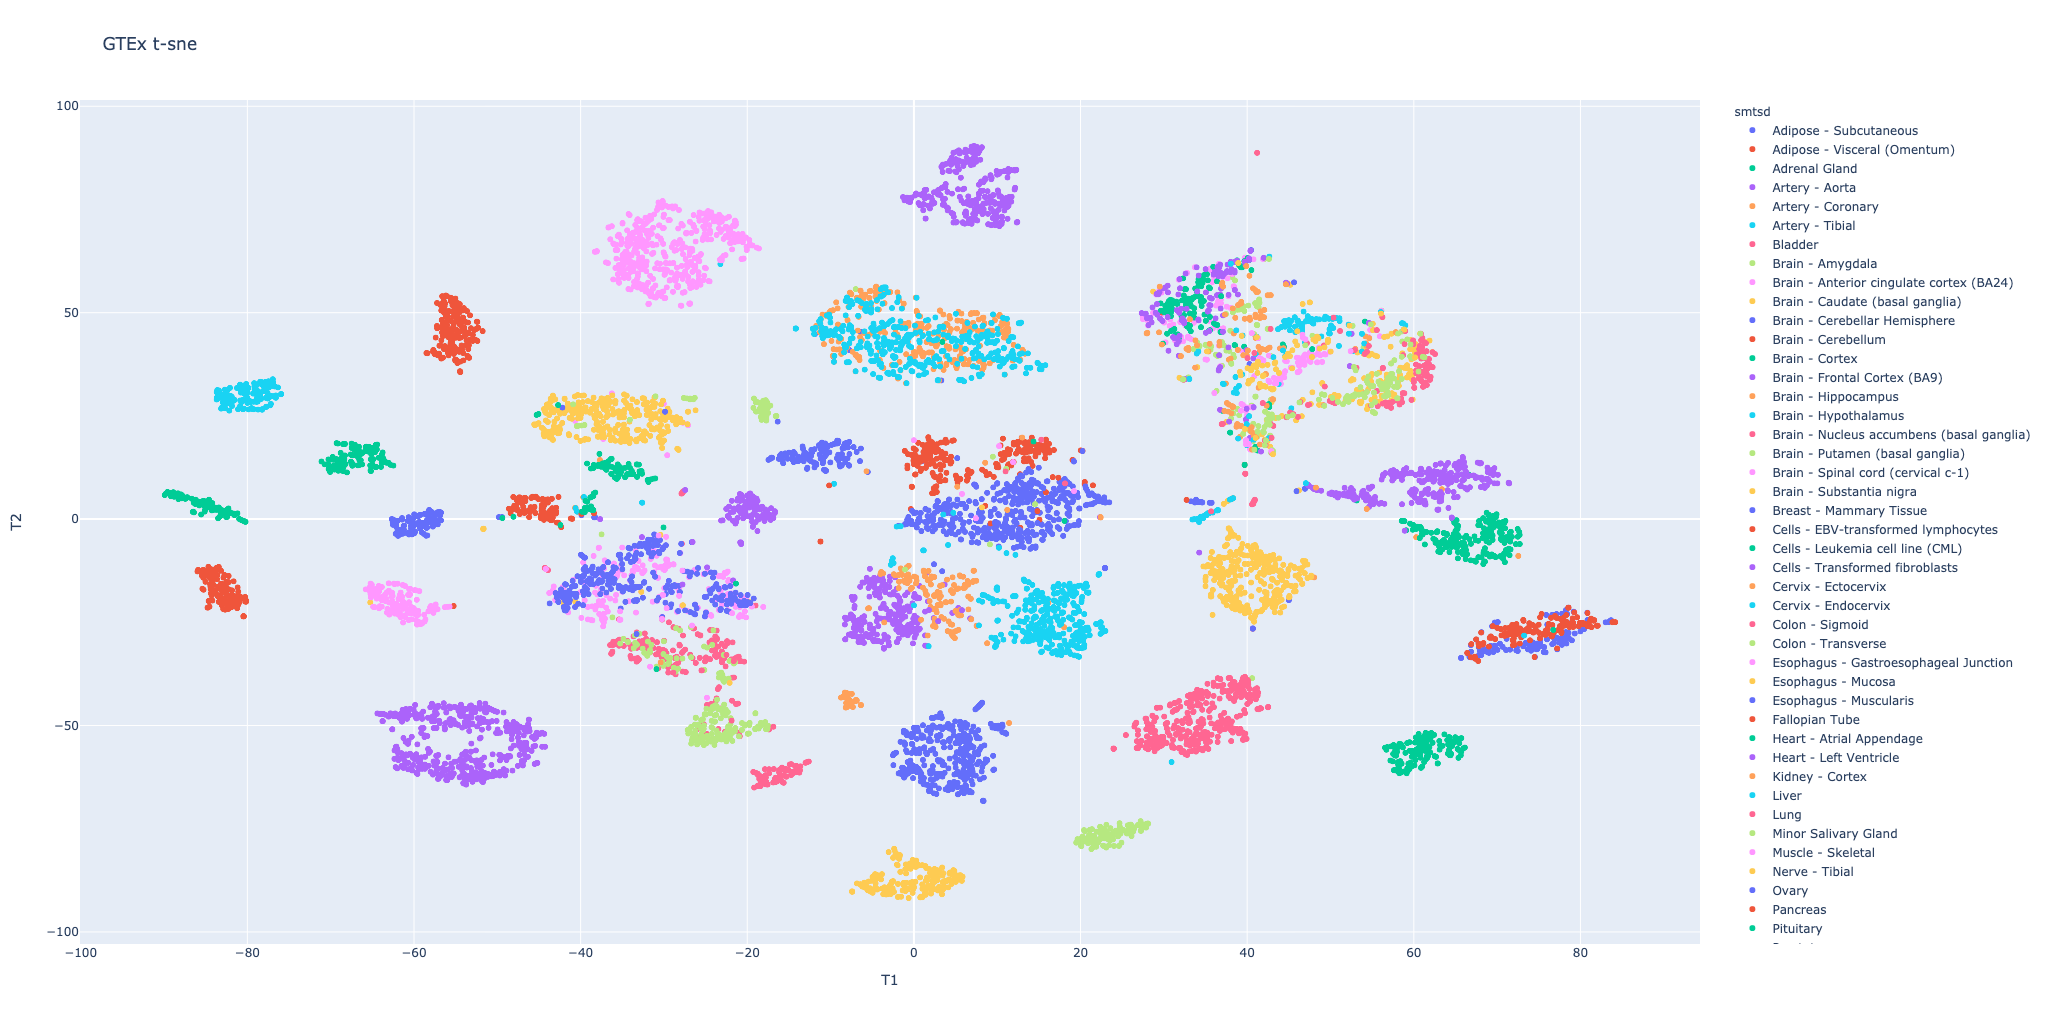 GTEx t-sne
100
50
0
−50
−100
T2
−100
−80
−60
−40
−20
0
20
40
60
80
T1
smtsd
Adipose - Subcutaneous
Adipose - Visceral (Omentum)
Adrenal Gland
Artery - Aorta
Artery - Coronary
Artery - Tibial
Bladder
Brain - Amygdala
Brain - Anterior cingulate cortex (BA24)
Brain - Caudate (basal ganglia)
Brain - Cerebellar Hemisphere
Brain - Cerebellum
Brain - Cortex
Brain - Frontal Cortex (BA9)
Brain - Hippocampus
Brain - Hypothalamus
Brain - Nucleus accumbens (basal ganglia)
Brain - Putamen (basal ganglia)
Brain - Spinal cord (cervical c-1)
Brain - Substantia nigra
Breast - Mammary Tissue
Cells - EBV-transformed lymphocytes
Cells - Leukemia cell line (CML)
Cells - Transformed fibroblasts
Cervix - Ectocervix
Cervix - Endocervix
Colon - Sigmoid
Colon - Transverse
Esophagus - Gastroesophageal Junction
Esophagus - Mucosa
Esophagus - Muscularis
Fallopian Tube
Heart - Atrial Appendage
Heart - Left Ventricle
Kidney - Cortex
Liver
Lung
Minor Salivary Gland
Muscle - Skeletal
Nerve - Tibial
Ovary
Pancreas
Pituitary